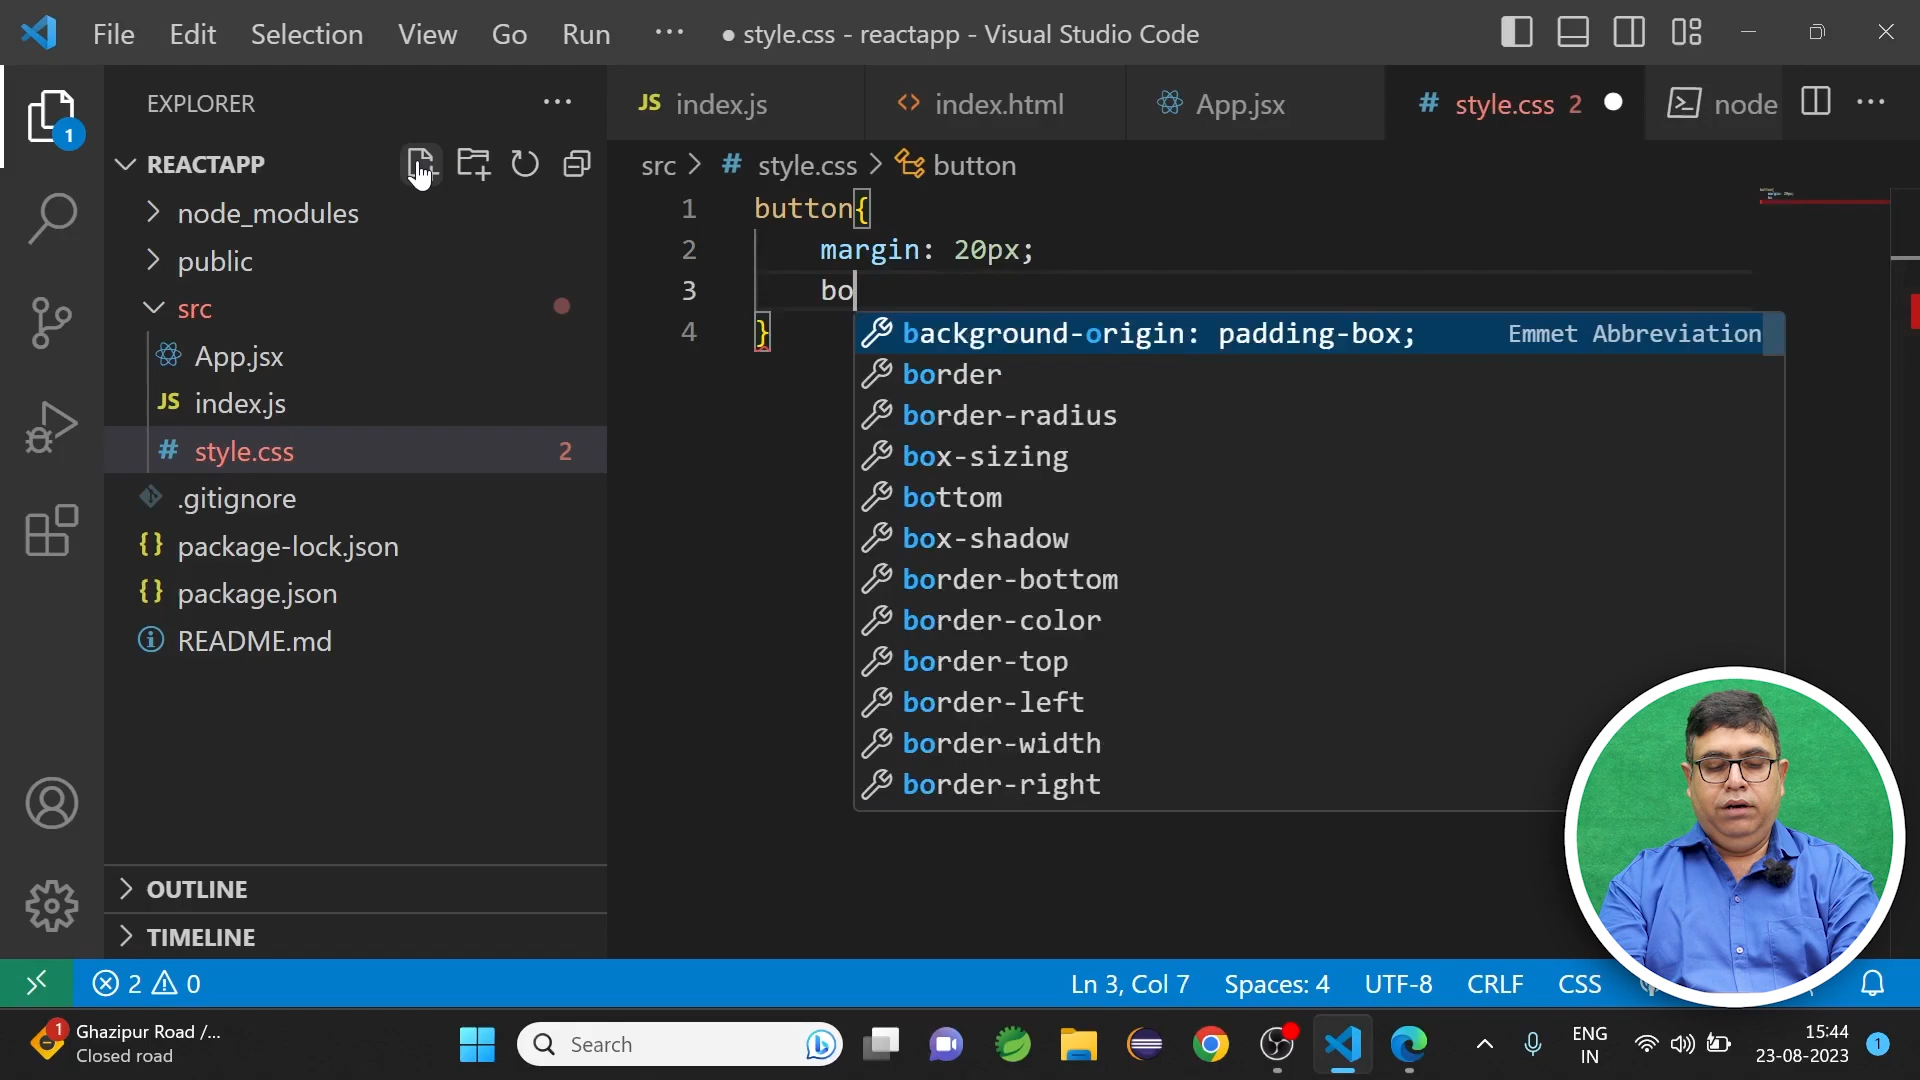 File Edit Selection View Go Run ··· ● style.css - reactapp - Visual Studio Code
1
EXPLORER ···
REACTAPP
node_modules
public
src
App.jsx
JS index.js
# style.css 2
.gitignore
{} package-lock.json
{} package.json
README.md
OUTLINE
TIMELINE
JS index.js <> index.html App.jsx # style.css 2 ● node ···
src > # style.css > button
1 button{
2 margin: 20px;
3 bo
4 }
background-origin: padding-box; Emmet Abbreviation
border
border-radius
box-sizing
bottom
box-shadow
border-bottom
border-color
border-top
border-left
border-width
border-right
2 0 Ln 3, Col 7 Spaces: 4 UTF-8 CRLF CSS
1 Ghazipur Road /...
Closed road
Search
ENG
IN
15:44
23-08-2023
1